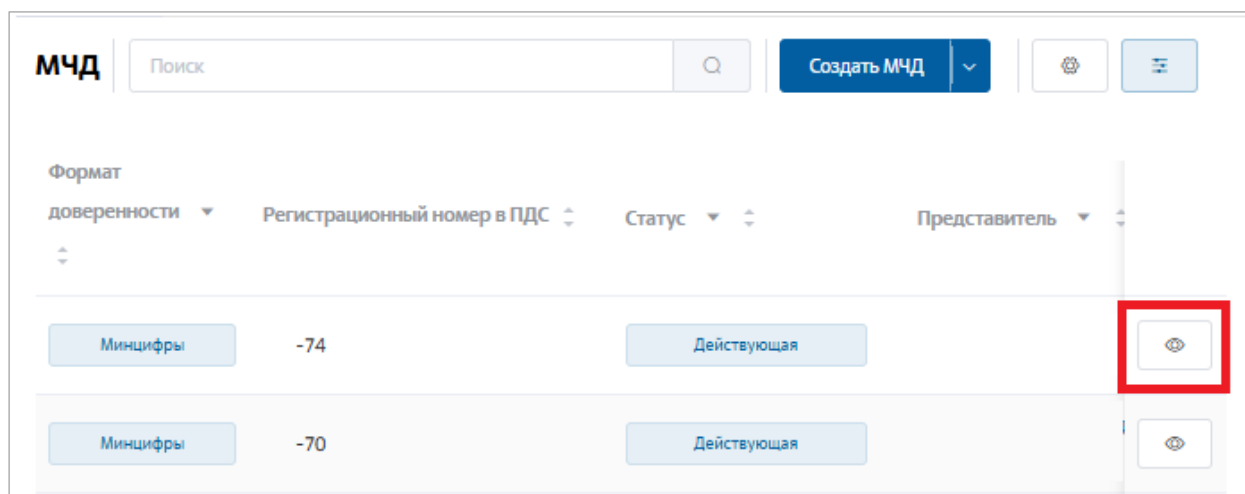 МЧД
Поиск
Создать МЧД
Формат
доверенности
Регистрационный номер в ПДС
Статус
Представитель
Минцифры
-74
Действующая
Минцифры
-70
Действующая